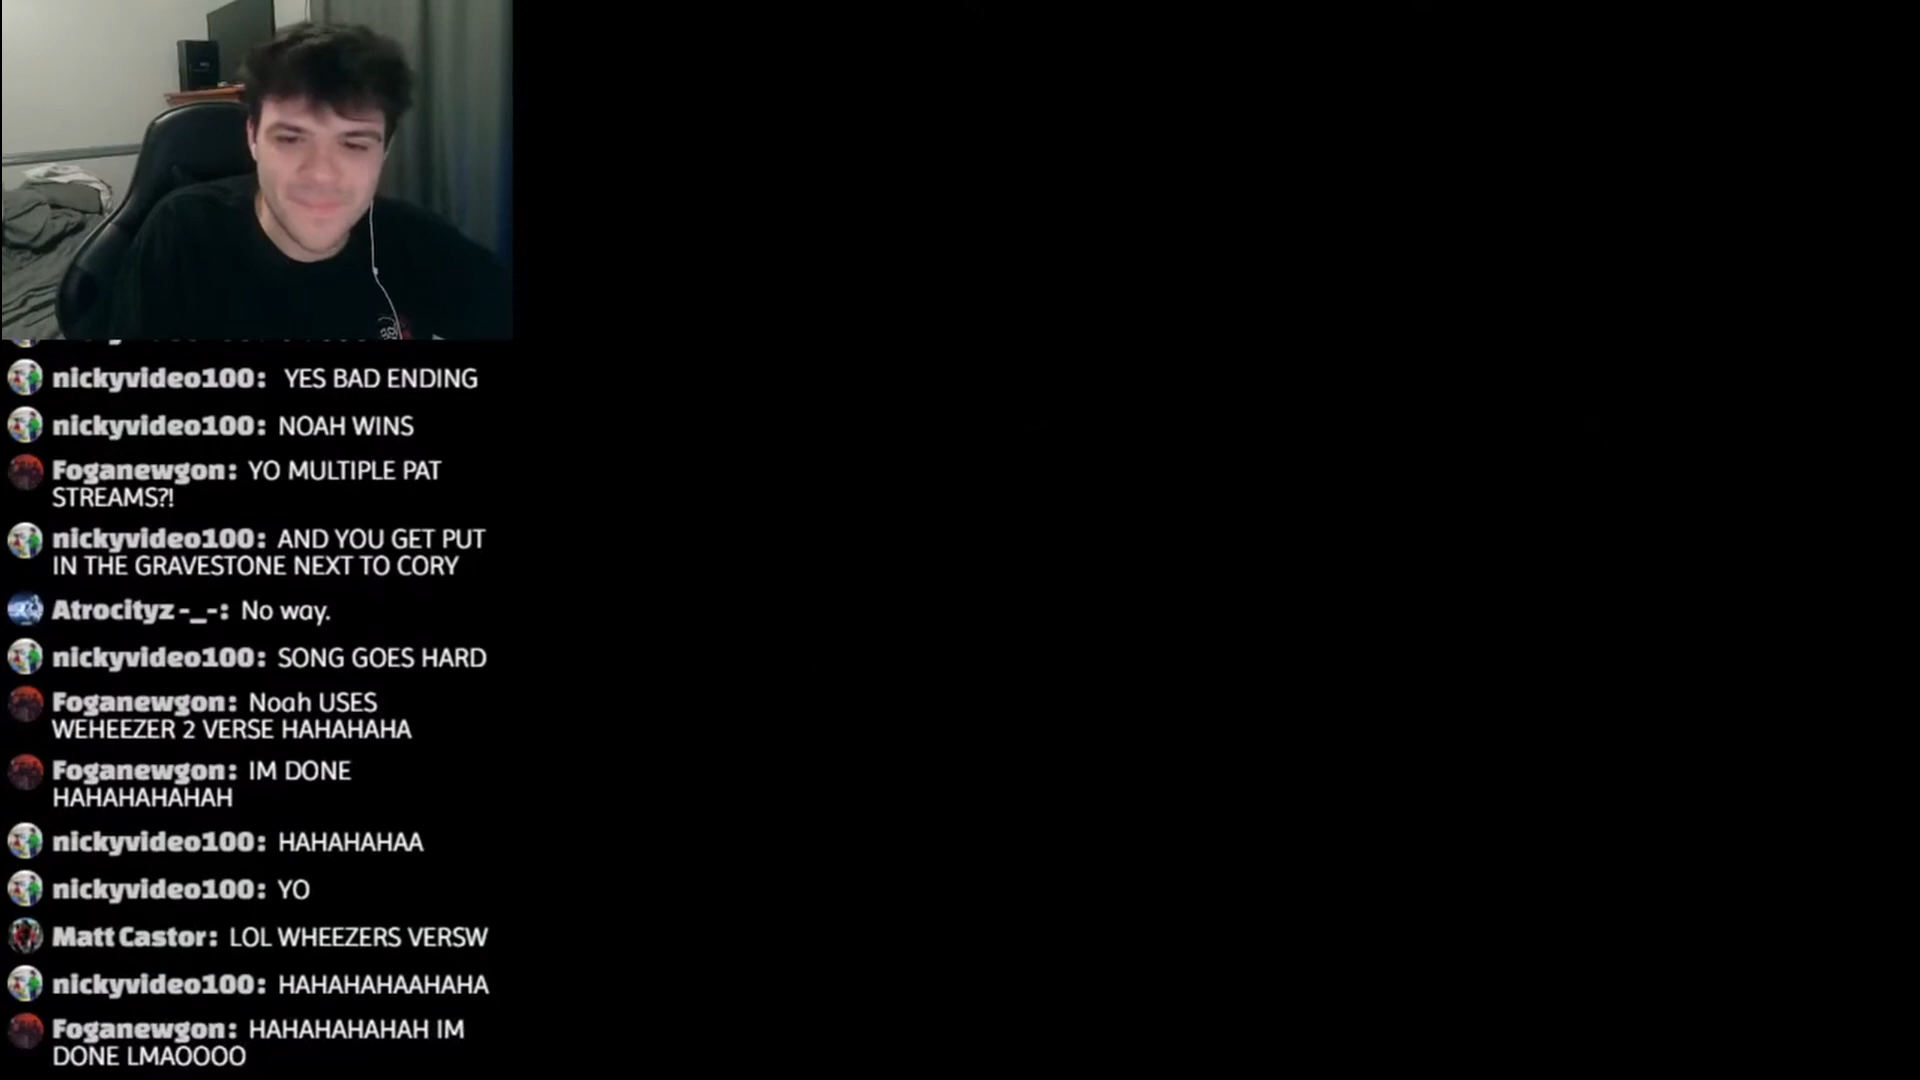 nickyvideo100: YES BAD ENDING
nickyvideo100: NOAH WINS
Foganewgon: YO MULTIPLE PAT
STREAMS?!
nickyvideo100: AND YOU GET PUT
IN THE GRAVESTONE NEXT TO CORY
Atrocityz -_-: No way.
nickyvideo100: SONG GOES HARD
Foganewgon: Noah USES
WEHEEZER 2 VERSE HAHAHAHA
Foganewgon: IM DONE
HAHAHAHAHAH
nickyvideo100: HAHAHAHAA
nickyvideo100: YO
Matt Castor: LOL WHEEZERS VERSW
nickyvideo100: HAHAHAHAAHAHA
Foganewgon: HAHAHAHAHAH IM
DONE LMAOOOO